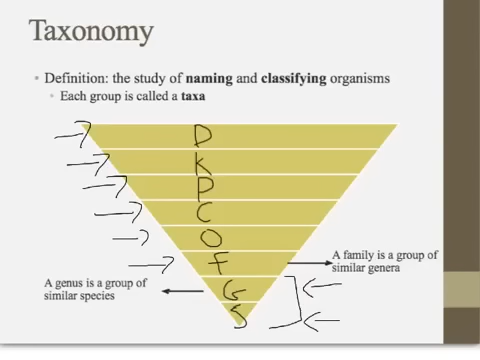 Taxonomy
Definition: the study of naming and classifying organisms
Each group is called a taxa
D
K
P
C
O
F
A family is a group of
similar genera
A genus is a group of
similar species
G
S